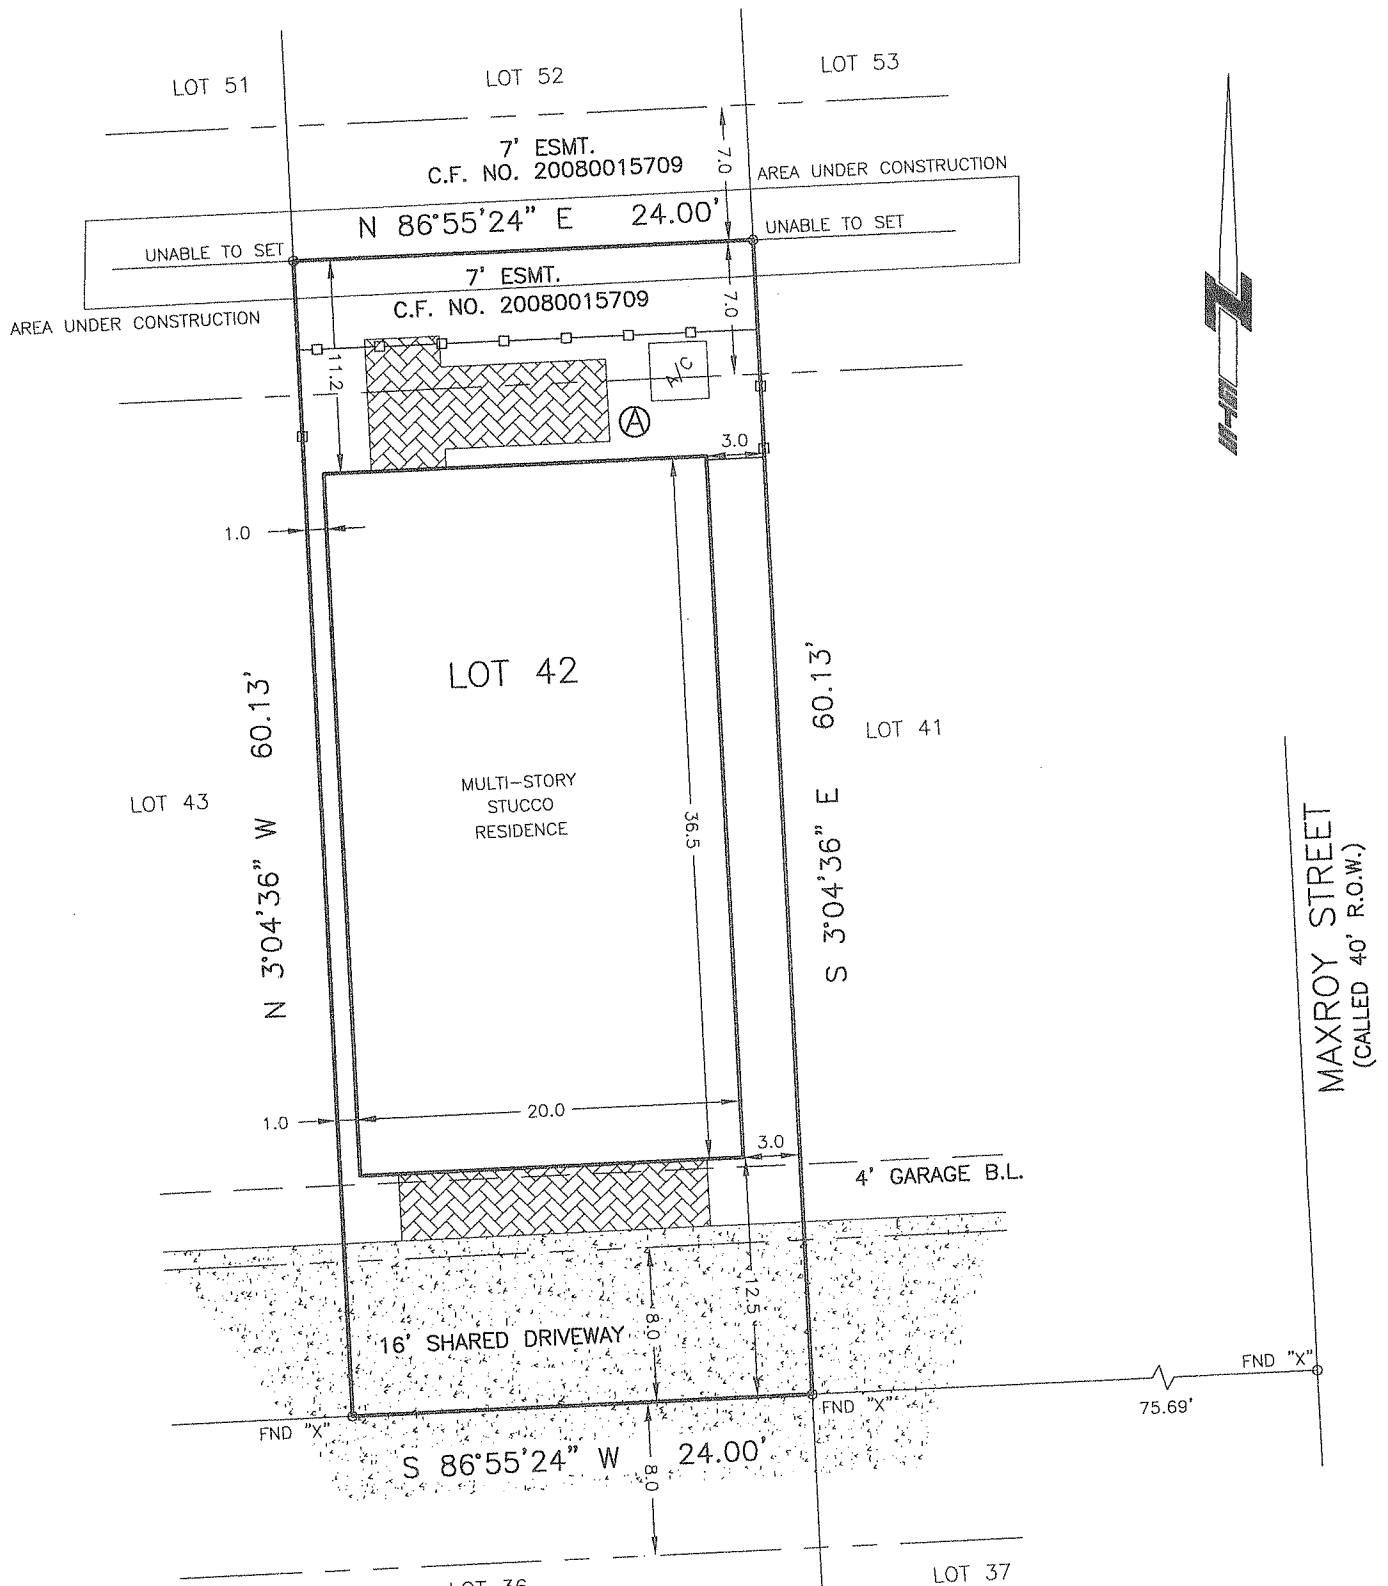 LOT 51
LOT 52
LOT 53
7' ESMT.
C.F. NO. 20080015709
7.0
AREA UNDER CONSTRUCTION
N 86°55'24" E 24.00'
UNABLE TO SET
UNABLE TO SET
7' ESMT.
C.F. NO. 20080015709
7.0
AREA UNDER CONSTRUCTION
11.2
A/C
A
3.0
1.0
LOT 42
N 3°04'36" W 60.13'
S 3°04'36" E 60.13'
LOT 41
LOT 43
MULTI-STORY
STUCCO
RESIDENCE
36.5
MAXROY STREET
(CALLED 40' R.O.W.)
1.0
20.0
3.0
4' GARAGE B.L.
12.5
8.0
16' SHARED DRIVEWAY
FND "X"
FND "X"
75.69'
FND "X"
S 86°55'24" W 24.00'
8.0
LOT 36
LOT 37